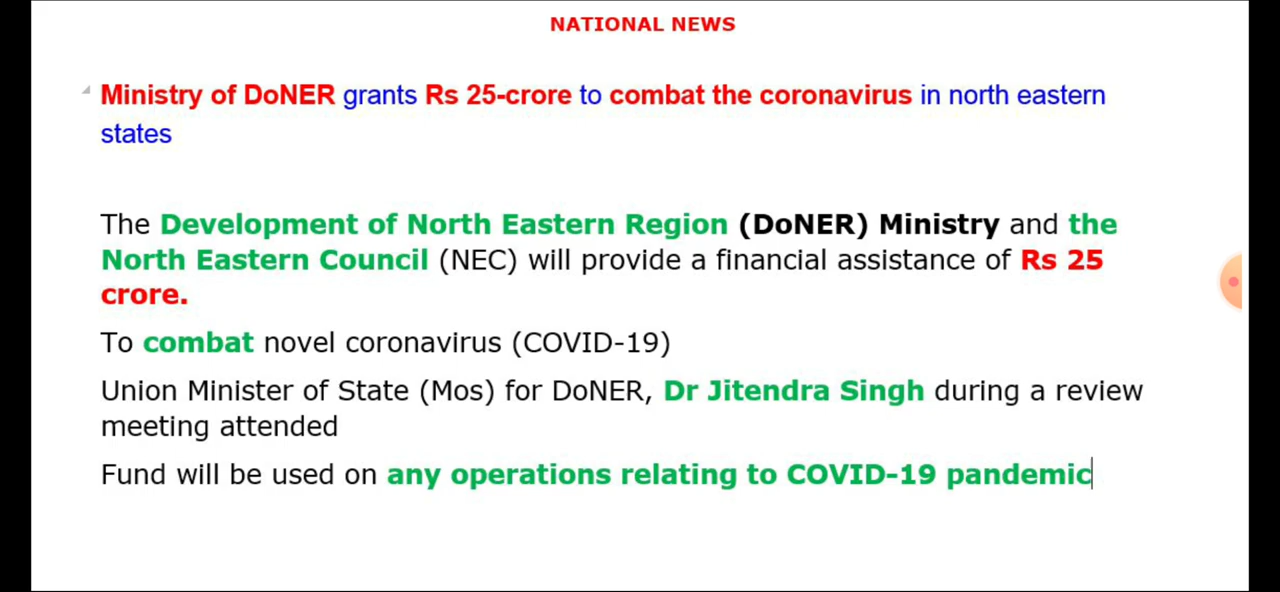 NATIONAL NEWS
Ministry of DoNER grants Rs 25-crore to combat the coronavirus in north eastern
states
The Development of North Eastern Region (DoNER) Ministry and the
North Eastern Council (NEC) will provide a financial assistance of Rs 25
crore.
To combat novel coronavirus (COVID-19)
Union Minister of State (Mos) for DoNER, Dr Jitendra Singh during a review
meeting attended
Fund will be used on any operations relating to COVID-19 pandemic